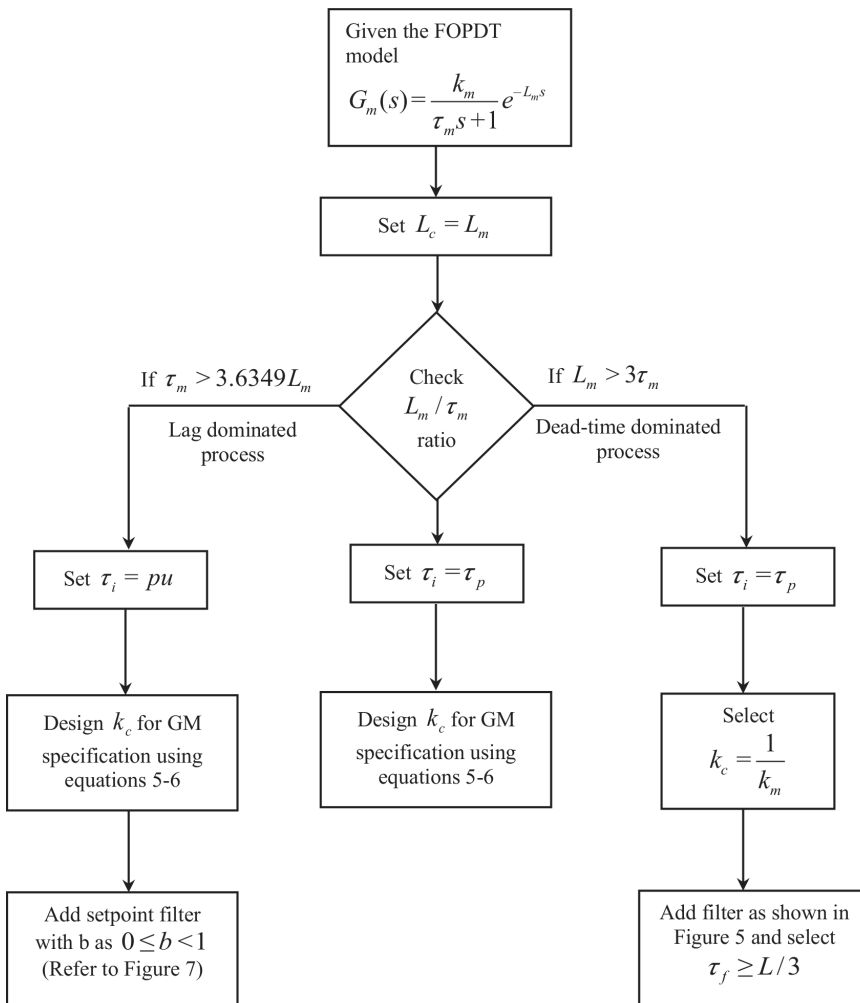 Given the FOPDT
model
G_m(s) = \frac{k_m}{τ_m s + 1} e^{-L_m s}
Set L_c = L_m
Check
L_m / τ_m
ratio
If τ_m > 3.6349L_m
Lag dominated
process
If L_m > 3τ_m
Dead-time dominated
process
Set τ_i = pu
Design k_c for GM
specification using
equations 5-6
Add setpoint filter
with b as 0 ≤ b < 1
(Refer to Figure 7)
Set τ_i = τ_p
Design k_c for GM
specification using
equations 5-6
Set τ_i = τ_p
Select
k_c = \frac{1}{k_m}
Add filter as shown in
Figure 5 and select
τ_f ≥ L/3